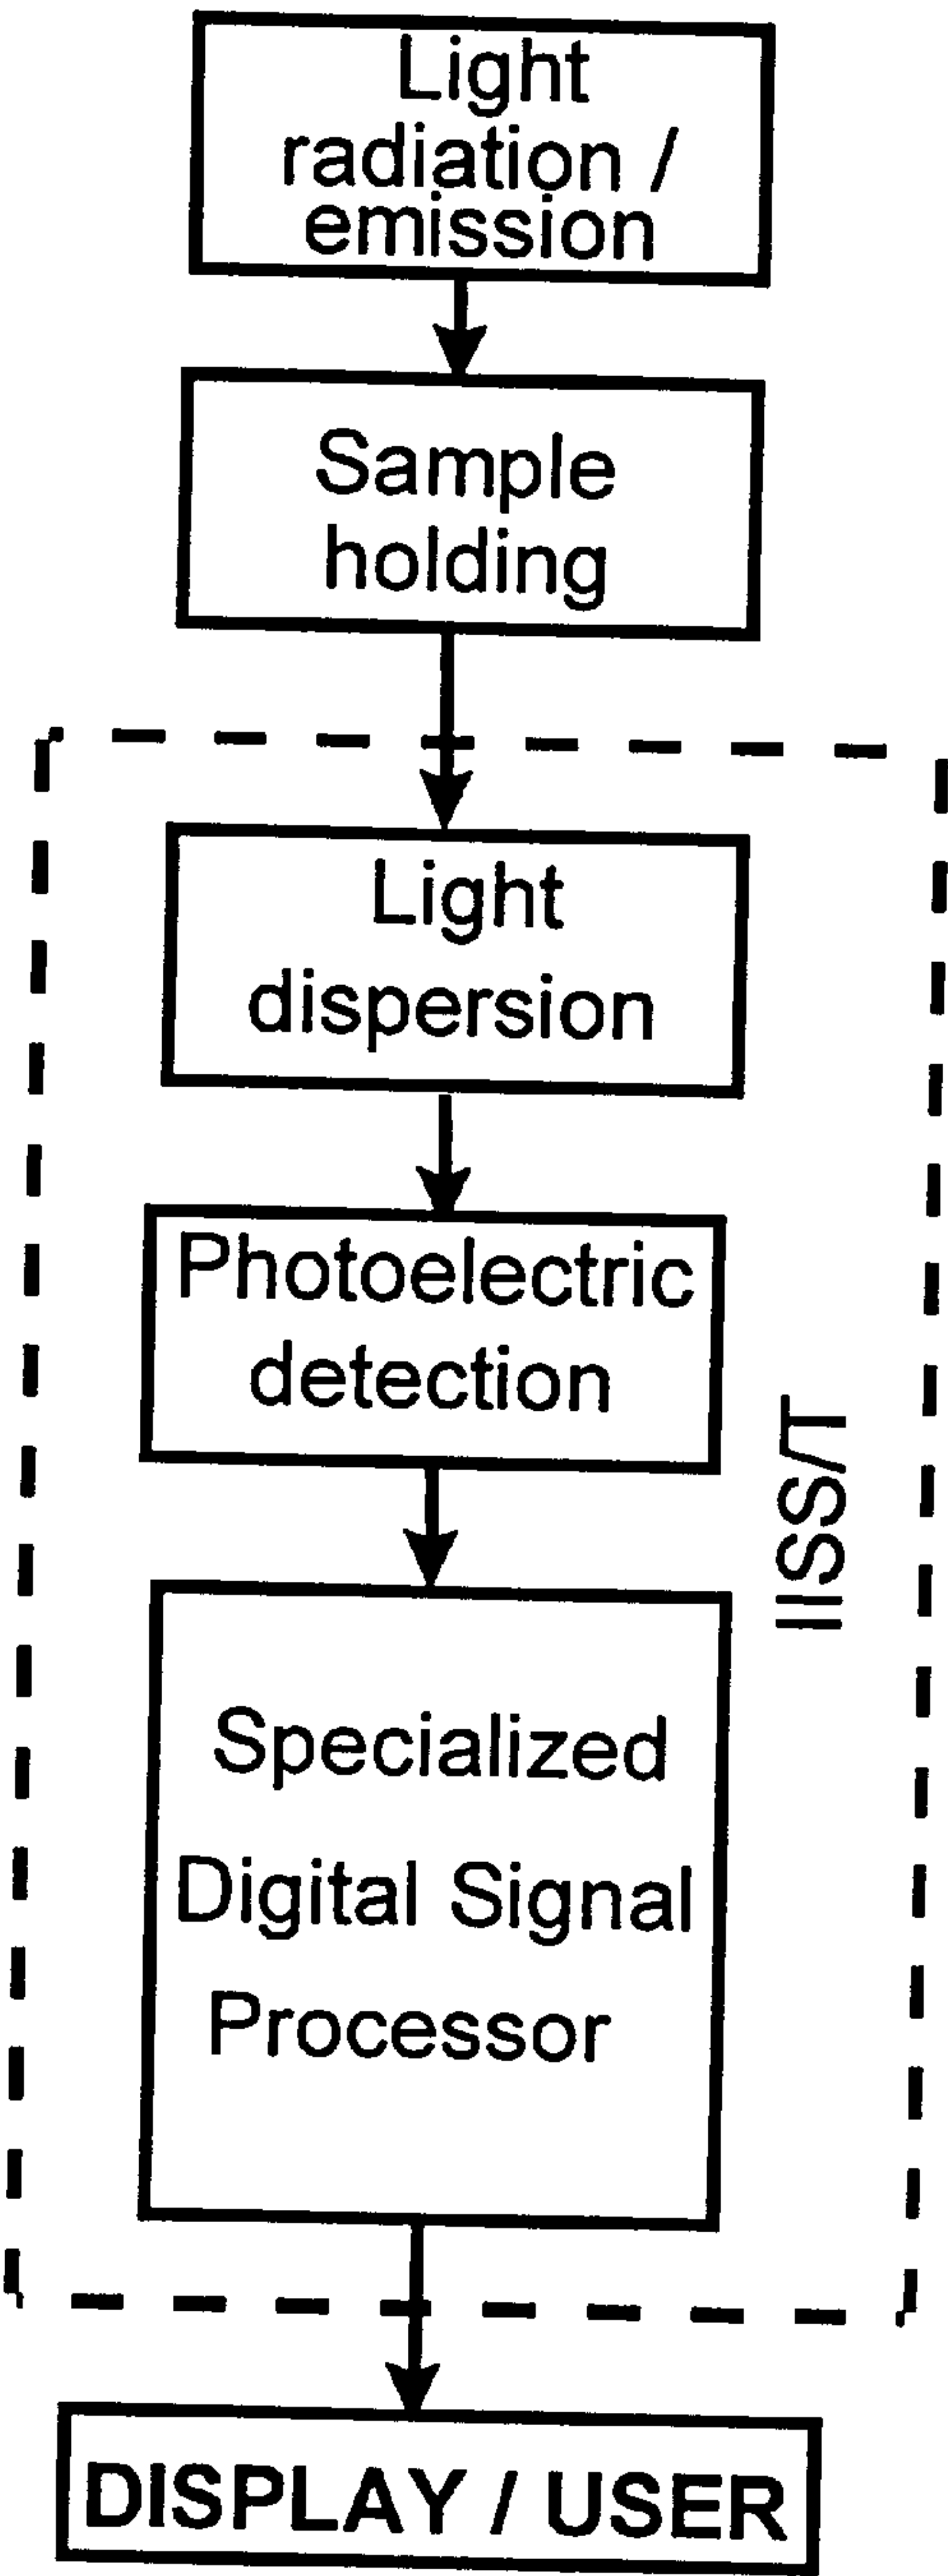 Light
radiation /
emission
Sample
holding
Light
dispersion
Photoelectric
detection
IISS/T
Specialized
Digital Signal
Processor
DISPLAY / USER